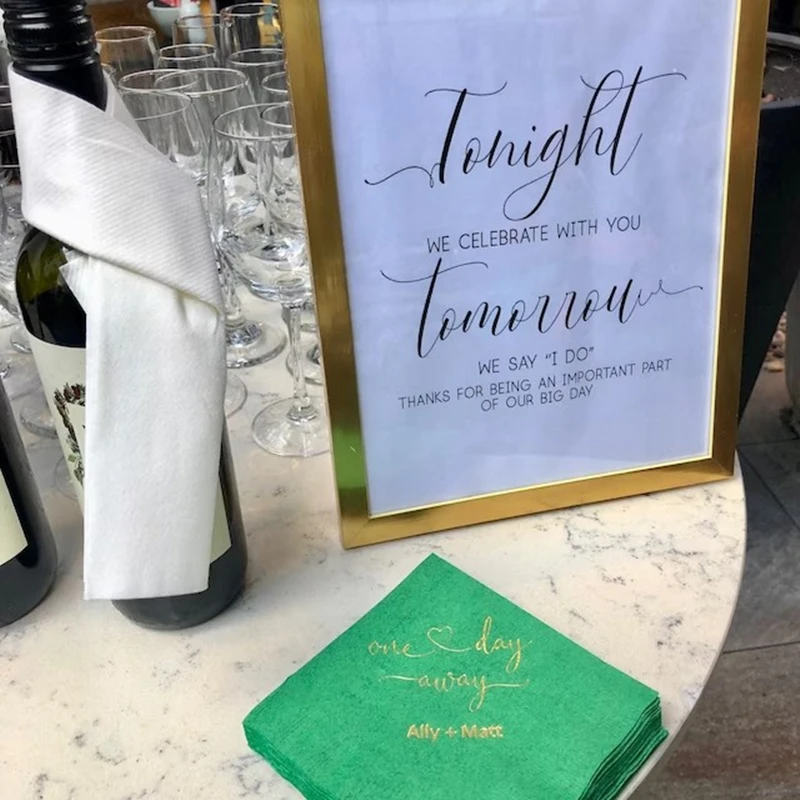 Tonight
WE CELEBRATE WITH YOU
tomorrow
WE SAY "I DO"
THANKS FOR BEING AN IMPORTANT PART
OF OUR BIG DAY
one day
away
Ally + Matt